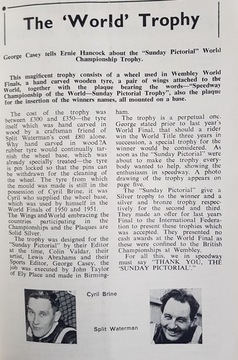 The 'World' Trophy
George Casey tells Ernie Hancock about the "Sunday Pictorial" World
Championship Trophy.
This magnificent trophy consists of a wheel used in Wembley World
Finals, a hand carved wooden tyre, a pair of wings attached to the
World, together with the plaque bearing the words—"Speedway
Championship of the World—Sunday Pictorial Trophy", also the plaque
for the insertion of the winners names, all mounted on a base.
The cost of the trophy was
between £300 and £350—the tyre
itself which was hand carved in
wood by a craftsman friend of
Split Waterman's cost £80 alone.
Why hand carved in wood? A
rubber tyre would continually tar-
nish the wheel base, which was
also specially treated—the tyre
was so carved so that the pins can
be withdrawn for the cleaning of
the wheel. The tyre from which
the mould was made is still in the
possession of Cyril Brine, it was
Cyril who supplied the wheel base,
which was used by himself in the
World Finals of 1950 and 1951.
The Wings and World embracing the
countries participating in the
Championships and the Plaques are
Solid Silver.
The trophy was designed for the
"Sunday Pictorial" by their Editor
at the time, Colin Valdar, their
artist, Lewis Abrahams and their
Sports Editor, George Casey, the
job was executed by John Taylor
of Ely Place and made in Birming-
ham.
The trophy is a perpetual one.
George stated prior to last year's
World Final, that should a rider
win the World Title three years in
succession, a special trophy for the
winner would be considered. As
soon as the "Sunday Pictorial" were
about to make the trophy every-
one wanted to help, showing the
enthusiasm in speedway. A photo
drawing of the trophy appears on
page five.
The "Sunday Pictorial" give a
Silver trophy to the winner and a
silver and bronze trophy respec-
tively for the second and third.
They made an offer for last years
Final to the International Federa-
tion to present these trophies which
was accepted. They presented no
cash awards at the World Final as
these were confined to the British
Championships at Wembley.
For all this, we in speedway
must say: "THANK YOU, THE
'SUNDAY PICTORIAL'."
Cyril Brine
Split Waterman